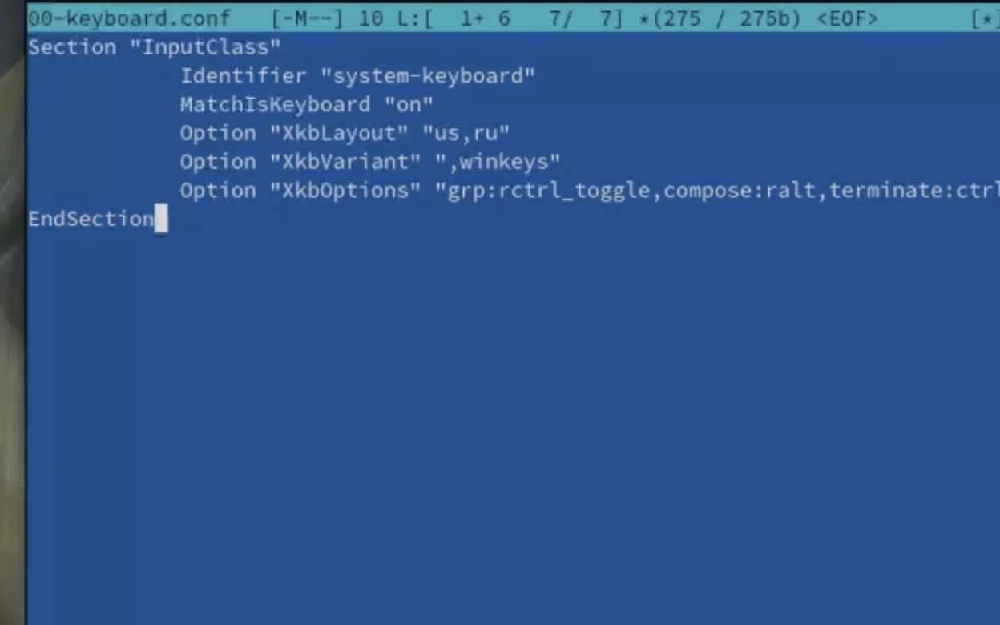 00-keyboard.conf [-M--] 10 L:[ 1+ 6 7/ 7] *(275 / 275b) <EOF> [*]
Section "InputClass"
Identifier "system-keyboard"
MatchIsKeyboard "on"
Option "XkbLayout" "us,ru"
Option "XkbVariant" ",winkeys"
Option "XkbOptions" "grp:rctrl_toggle,compose:ralt,terminate:ctrl
EndSection